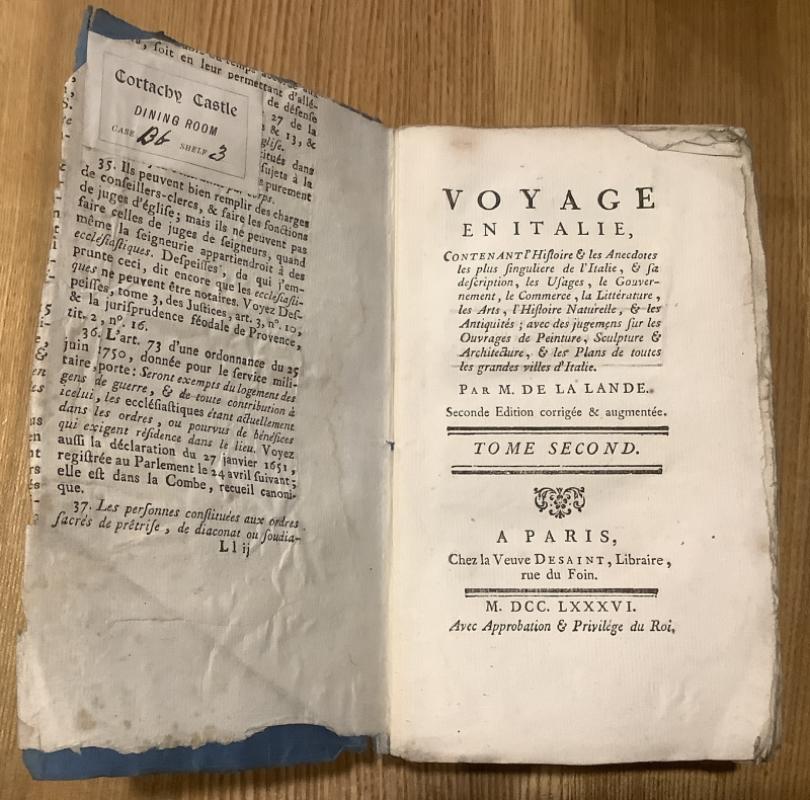 soit en leur permettant d'allé-
de défense
27 de la
& 13, &
glise.
titués dans
sujets à la
purement
corps.
Cortachy Castle
DINING ROOM
CASE Bb SHELF 3
35. Ils peuvent bien remplir des charges
de conseillers-clercs, & faire les fonctions
de juges d'église; mais ils ne peuvent pas
faire celles de juges de seigneurs, quand
même la seigneurie appartiendroit à des
ecclésiastiques. Despeisses, de qui j'em-
prunte ceci, dit encore que les ecclésiasti-
ques ne peuvent être notaires. Voyez Des-
peisses, tome 3, des Justices, art. 3, n°. 10,
& la jurisprudence féodale de Provence,
tit. 2, n°. 16.
36. L'art. 73 d'une ordonnance du 25
juin 1750, donnée pour le service mili-
taire, porte: Seront exempts du logement des
gens de guerre, & de toute contribution à
icelui, les ecclésiastiques étant actuellement
dans les ordres, ou pourvus de bénéfices
qui exigent résidence dans le lieu. Voyez
aussi la déclaration du 27 janvier 1651,
registrée au Parlement le 24 avril suivant;
elle est dans la Combe, recueil canoni-
que.
37. Les personnes constituées aux ordres
sacrés de prêtrise, de diaconat ou soudia-
L l ij
VOYAGE
EN ITALIE,
CONTENANT l'Histoire & les Anecdotes
les plus singuliere de l'Italie, & sa
description, les Usages, le Gouver-
nement, le Commerce, la Littérature,
les Arts, l'Histoire Naturelle, & les
Antiquités; avec des jugemens sur les
Ouvrages de Peinture, Sculpture &
Architecture, & les Plans de toutes
les grandes villes d'Italie.
PAR M. DE LA LANDE.
Seconde Edition corrigée & augmentée.
TOME SECOND.
A PARIS,
Chez la Veuve DESAINT, Libraire,
rue du Foin.
M. DCC. LXXXVI.
Avec Approbation & Privilége du Roi.